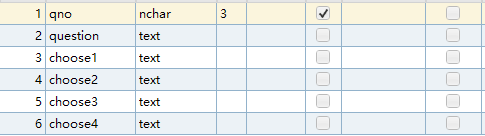 1 qno nchar 3
2 question text
3 choose1 text
4 choose2 text
5 choose3 text
6 choose4 text